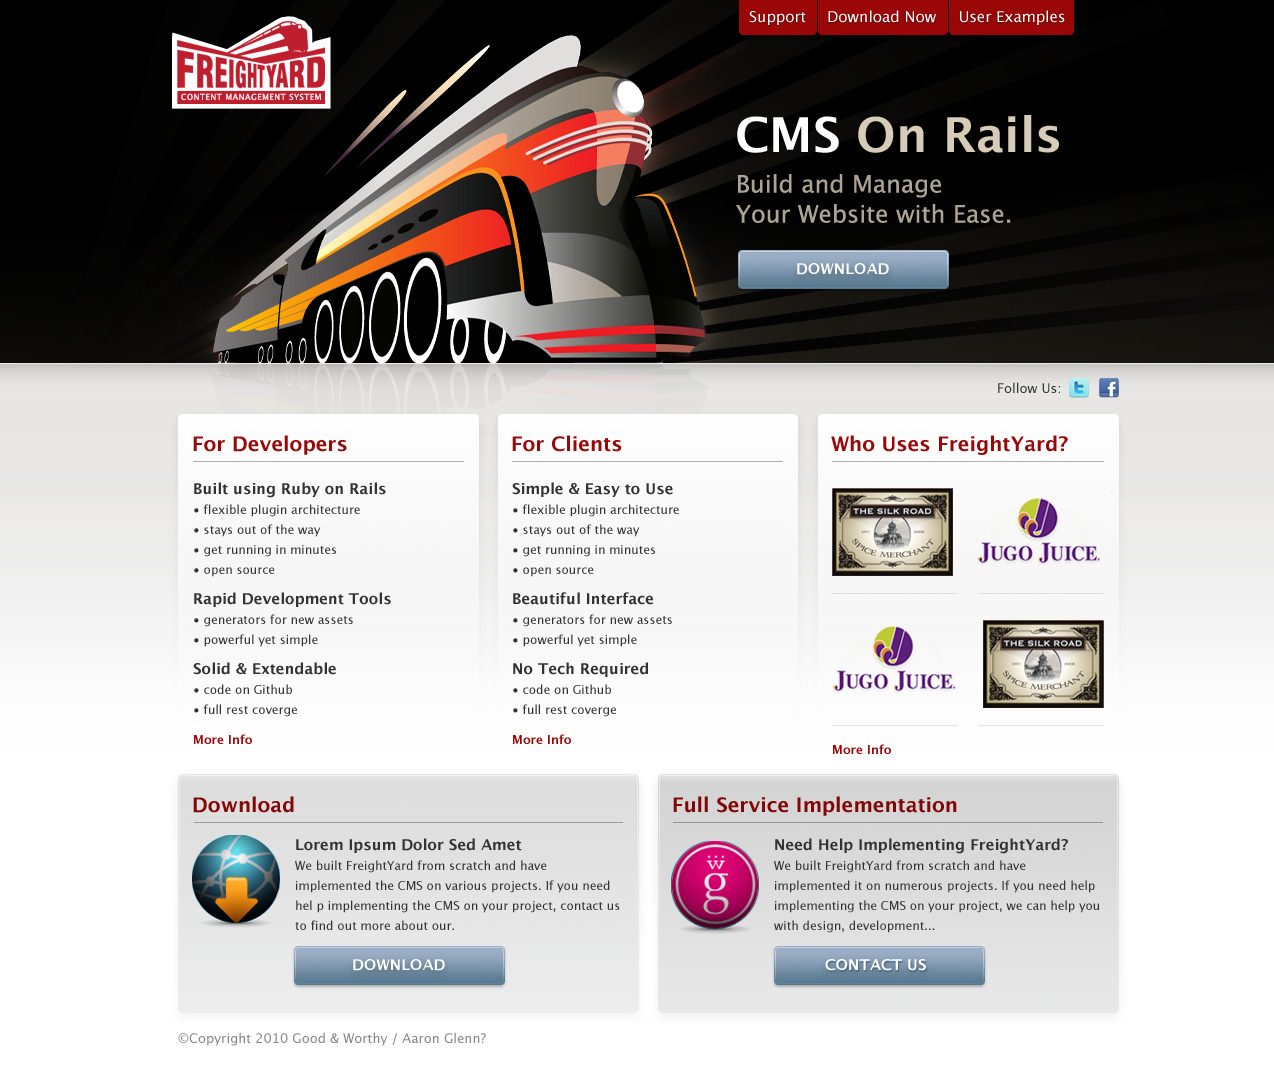 FREIGHTYARD
CONTENT MANAGEMENT SYSTEM
Support
Download Now
User Examples
CMS On Rails
Build and Manage
Your Website with Ease.
DOWNLOAD
Follow Us:
For Developers
Built using Ruby on Rails
• flexible plugin architecture
• stays out of the way
• get running in minutes
• open source
Rapid Development Tools
• generators for new assets
• powerful yet simple
Solid & Extendable
• code on Github
• full rest coverge
More Info
For Clients
Simple & Easy to Use
• flexible plugin architecture
• stays out of the way
• get running in minutes
• open source
Beautiful Interface
• generators for new assets
• powerful yet simple
No Tech Required
• code on Github
• full rest coverge
More Info
Who Uses FreightYard?
THE SILK ROAD
SPICE MERCHANT
JUGO JUICE.
JUGO JUICE.
THE SILK ROAD
SPICE MERCHANT
More Info
Download
Lorem Ipsum Dolor Sed Amet
We built FreightYard from scratch and have
implemented the CMS on various projects. If you need
hel p implementing the CMS on your project, contact us
to find out more about our.
DOWNLOAD
Full Service Implementation
w
g
Need Help Implementing FreightYard?
We built FreightYard from scratch and have
implemented it on numerous projects. If you need help
implementing the CMS on your project, we can help you
with design, development...
CONTACT US
©Copyright 2010 Good & Worthy / Aaron Glenn?